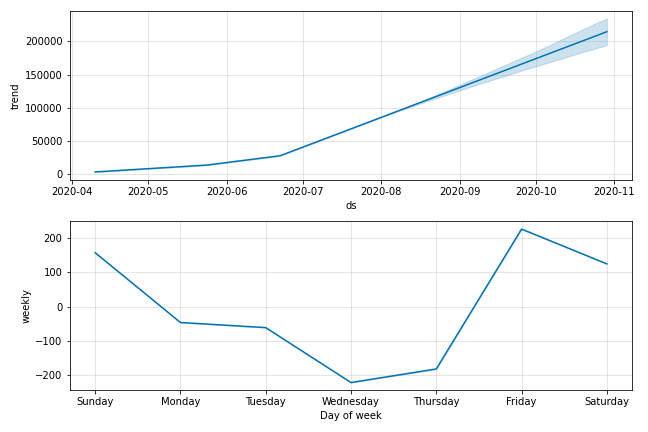 200000
150000
100000
50000
0
trend
2020-04 2020-05 2020-06 2020-07 2020-08 2020-09 2020-10 2020-11
ds
200
100
0
−100
−200
weekly
Sunday Monday Tuesday Wednesday Thursday Friday Saturday
Day of week